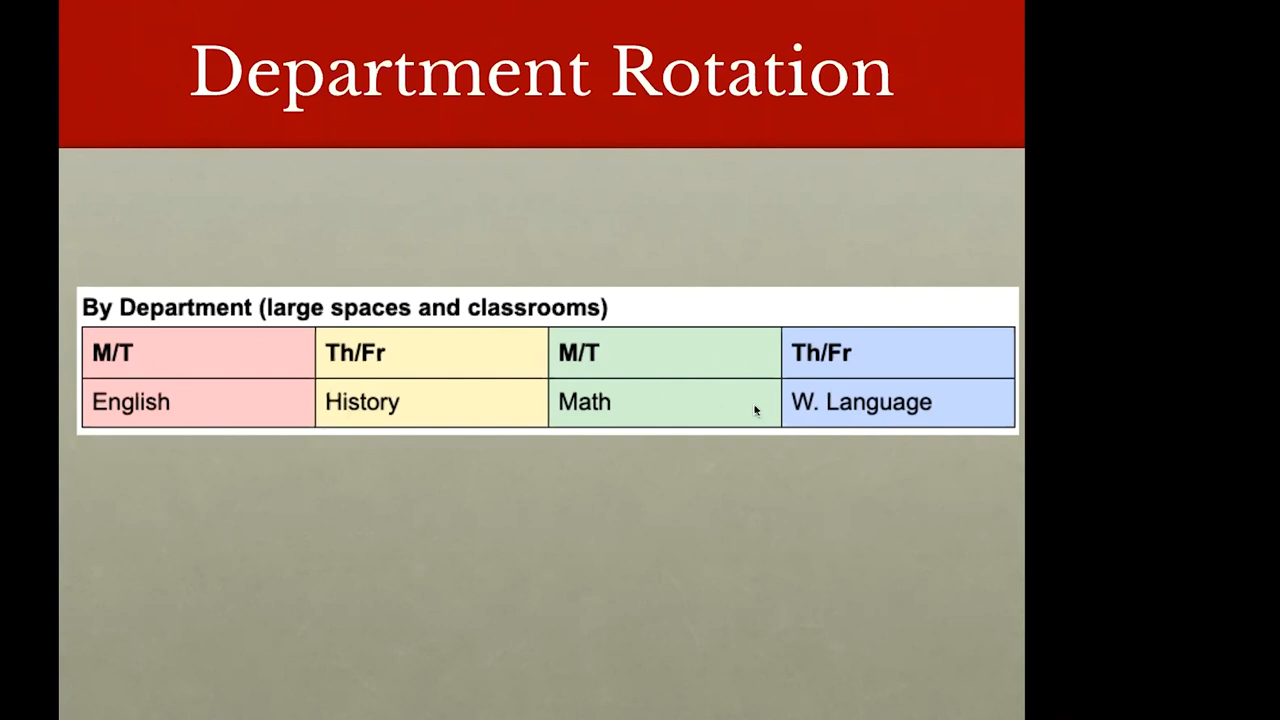 Department Rotation
By Department (large spaces and classrooms)
M/T Th/Fr M/T Th/Fr
English History Math W. Language